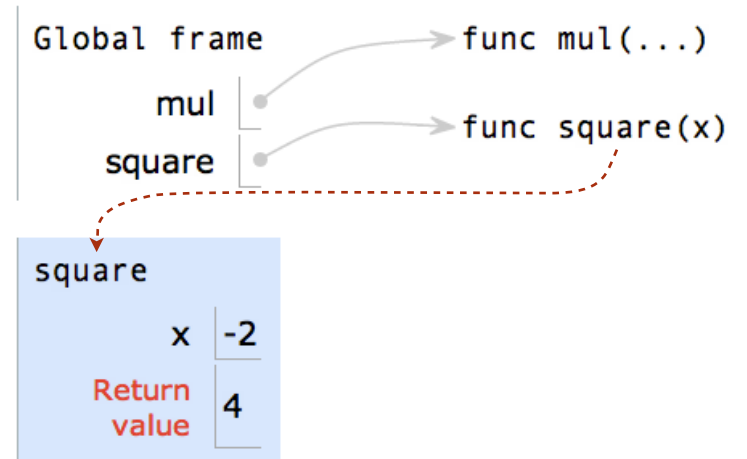 Global frame
func mul(...)
mul
func square(x)
square
square
x -2
Return
value 4